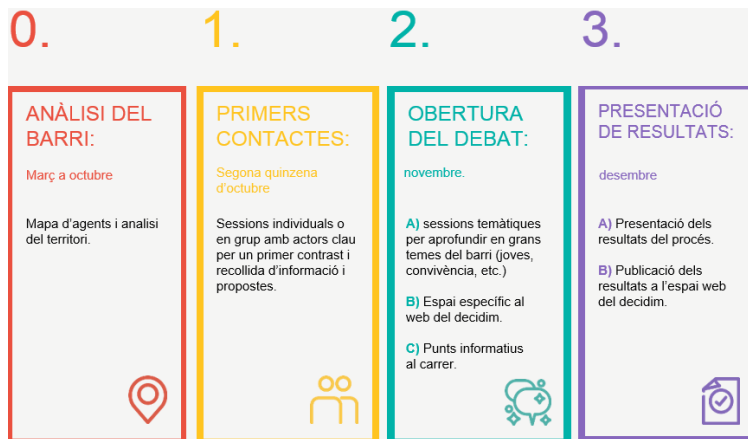 0.
ANÀLISI DEL
BARRI:
Març a octubre
Mapa d’agents i analisi
del territori.
1.
PRIMERS
CONTACTES:
Segona quinzena
d’octubre
Sessions individuals o
en grup amb actors clau
per un primer contrast i
recollida d’informació i
propostes.
2.
OBERTURA
DEL DEBAT:
novembre.
A) sessions temàtiques
per aprofundir en grans
temes del barri (joves,
convivència, etc.)
B) Espai específic al
web del decidim.
C) Punts informatius
al carrer.
3.
PRESENTACIÓ
DE RESULTATS:
desembre
A) Presentació dels
resultats del procés.
B) Publicació dels
resultats a l’espai web
del decidim.